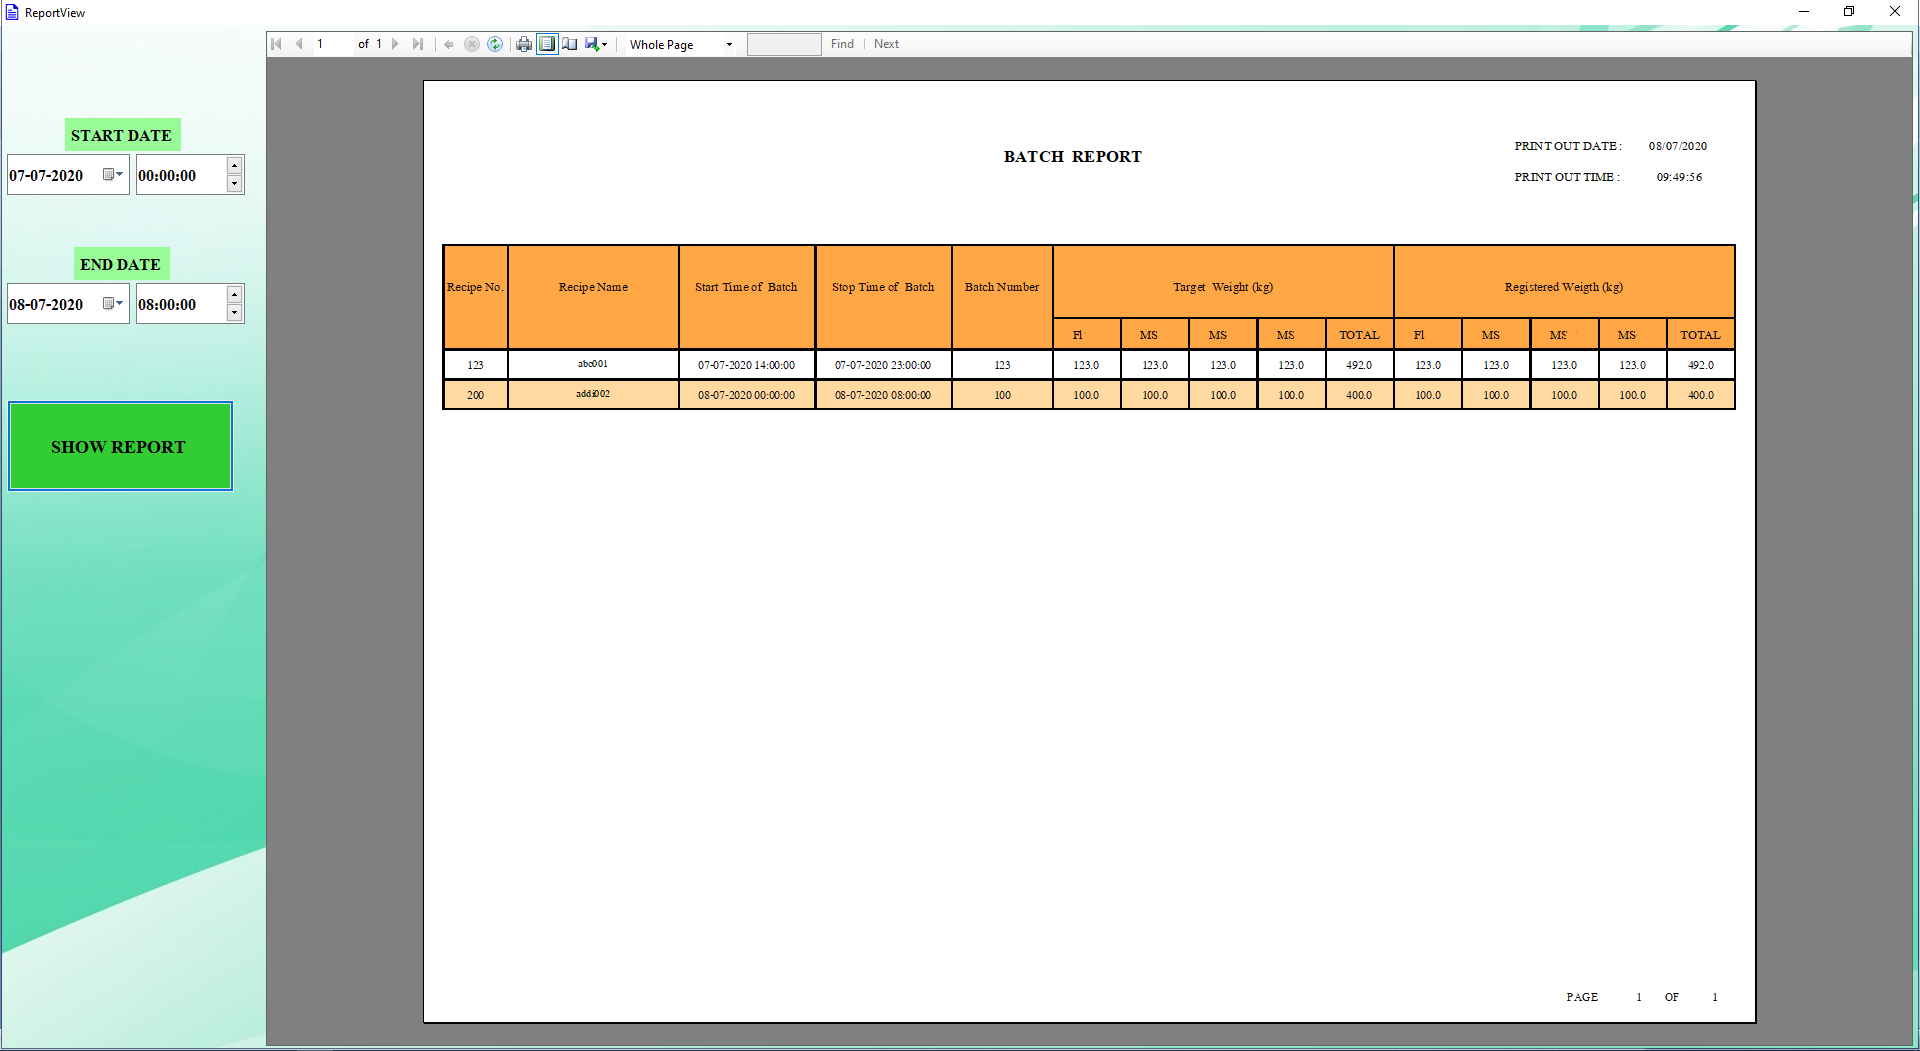 ReportView
1 of 1 Whole Page Find Next
START DATE
07-07-2020 00:00:00
END DATE
08-07-2020 08:00:00
SHOW REPORT
BATCH REPORT
PRINT OUT DATE : 08/07/2020
PRINT OUT TIME : 09:49:56
Recipe No. Recipe Name Start Time of Batch Stop Time of Batch Batch Number Target Weight (kg) Registered Weigth (kg)
Fl MS MS MS TOTAL Fl MS MS MS TOTAL
123 abc001 07-07-2020 14:00:00 07-07-2020 23:00:00 123 123.0 123.0 123.0 123.0 492.0 123.0 123.0 123.0 123.0 492.0
200 addi002 08-07-2020 00:00:00 08-07-2020 08:00:00 100 100.0 100.0 100.0 100.0 400.0 100.0 100.0 100.0 100.0 400.0
PAGE 1 OF 1